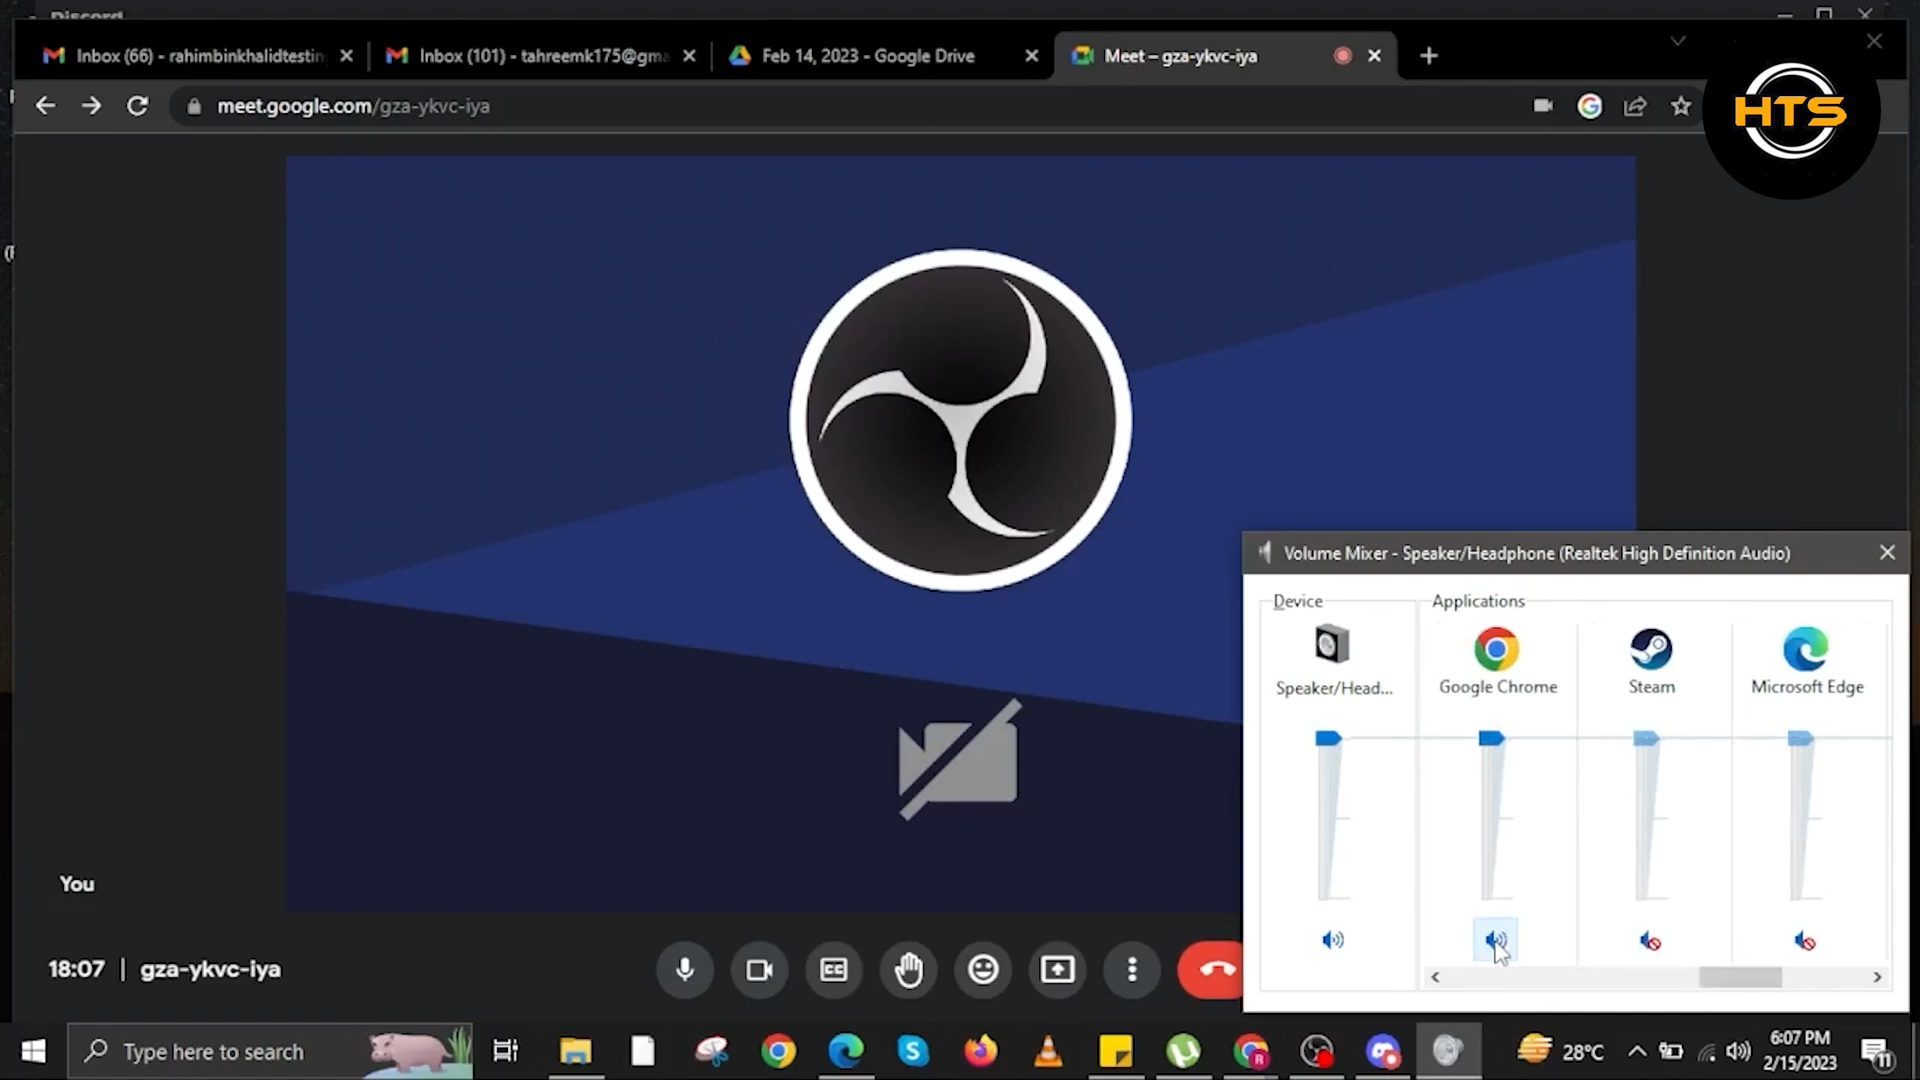 Discord
Inbox (66) - rahimbinkhalidtestin
Inbox (101) - tahreemk175@gma
Feb 14, 2023 - Google Drive
Meet – gza-ykvc-iya
meet.google.com/gza-ykvc-iya
HTS
Volume Mixer - Speaker/Headphone (Realtek High Definition Audio)
Device
Applications
Speaker/Head...
Google Chrome
Steam
Microsoft Edge
You
18:07 | gza-ykvc-iya
CC
Type here to search
28°C
6:07 PM
2/15/2023
11